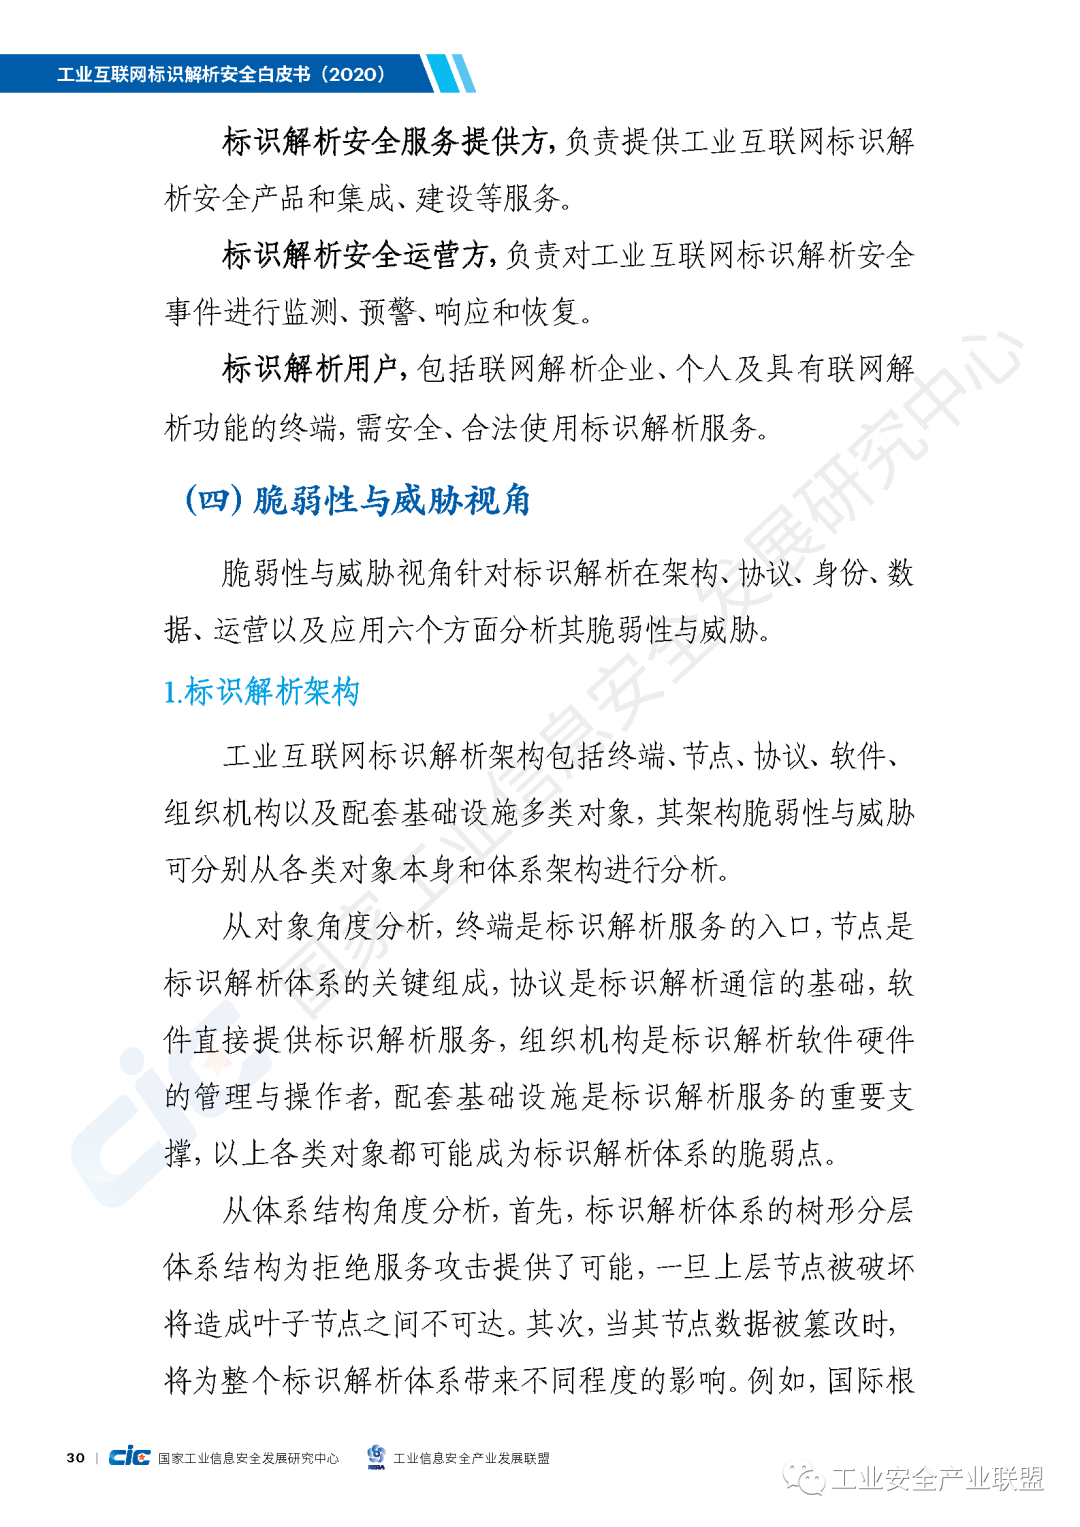 工业互联网标识解析安全白皮书（2020）
标识解析安全服务提供方，负责提供工业互联网标识解
析安全产品和集成、建设等服务。
标识解析安全运营方，负责对工业互联网标识解析安全
事件进行监测、预警、响应和恢复。
标识解析用户，包括联网解析企业、个人及具有联网解
析功能的终端，需安全、合法使用标识解析服务。
（四）脆弱性与威胁视角
脆弱性与威胁视角针对标识解析在架构、协议、身份、数
据、运营以及应用六个方面分析其脆弱性与威胁。
1.标识解析架构
工业互联网标识解析架构包括终端、节点、协议、软件、
组织机构以及配套基础设施多类对象，其架构脆弱性与威胁
可分别从各类对象本身和体系架构进行分析。
从对象角度分析，终端是标识解析服务的入口，节点是
标识解析体系的关键组成，协议是标识解析通信的基础，软
件直接提供标识解析服务，组织机构是标识解析软件硬件
的管理与操作者，配套基础设施是标识解析服务的重要支
撑，以上各类对象都可能成为标识解析体系的脆弱点。
从体系结构角度分析，首先，标识解析体系的树形分层
体系结构为拒绝服务攻击提供了可能，一旦上层节点被破坏
将造成叶子节点之间不可达。其次，当其节点数据被篡改时，
将为整个标识解析体系带来不同程度的影响。例如，国际根
国家工业信息安全发展研究中心
cic
30 | cic 国家工业信息安全发展研究中心 工业信息安全产业发展联盟
工业安全产业联盟